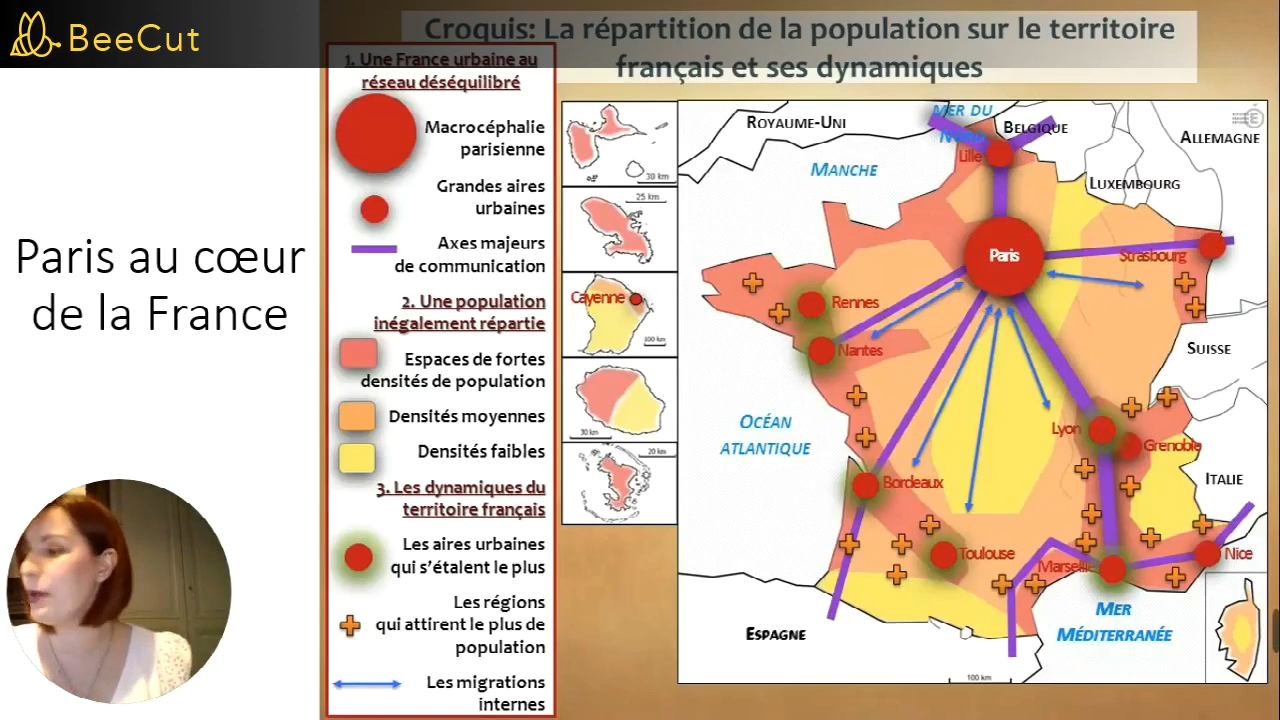 BeeCut
Croquis: La répartition de la population sur le territoire
français et ses dynamiques
Paris au cœur
de la France
1. Une France urbaine au
réseau déséquilibré
Macrocéphalie
parisienne
Grandes aires
urbaines
Axes majeurs
de communication
2. Une population
inégalement répartie
Espaces de fortes
densités de population
Densités moyennes
Densités faibles
3. Les dynamiques du
territoire français
Les aires urbaines
qui s'étalent le plus
Les régions
qui attirent le plus de
population
Les migrations
internes
30 km
25 km
Cayenne
100 km
30 km
20 km
ROYAUME-UNI
MER DU
NORD
BELGIQUE
ALLEMAGNE
Lille
MANCHE
LUXEMBOURG
Paris
Strasbourg
Rennes
Nantes
SUISSE
OCÉAN
ATLANTIQUE
Lyon
Grenoble
Bordeaux
ITALIE
Toulouse
Marseille
Nice
MER
MÉDITERRANÉE
ESPAGNE
100 km